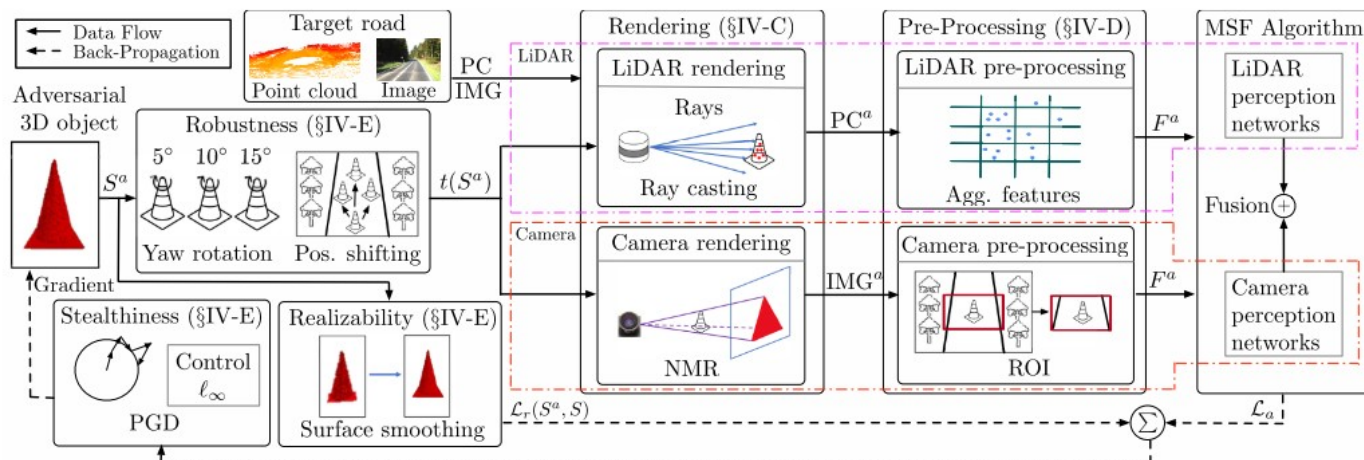 Data Flow
Back-Propagation
Target road
Point cloud
Image
PC
IMG
Adversarial
3D object
S^a
Robustness (§IV-E)
5° 10° 15°
Yaw rotation
Pos. shifting
t(S^a)
Gradient
Stealthiness (§IV-E)
Control
ℓ∞
PGD
Realizability (§IV-E)
Surface smoothing
L_r(S^a, S)
Rendering (§IV-C)
LiDAR
LiDAR rendering
Rays
Ray casting
PC^a
Camera
Camera rendering
NMR
IMG^a
Pre-Processing (§IV-D)
LiDAR pre-processing
Agg. features
F^a
Camera pre-processing
ROI
F^a
MSF Algorithm
LiDAR
perception
networks
Fusion +
Camera
perception
networks
L_a
Σ